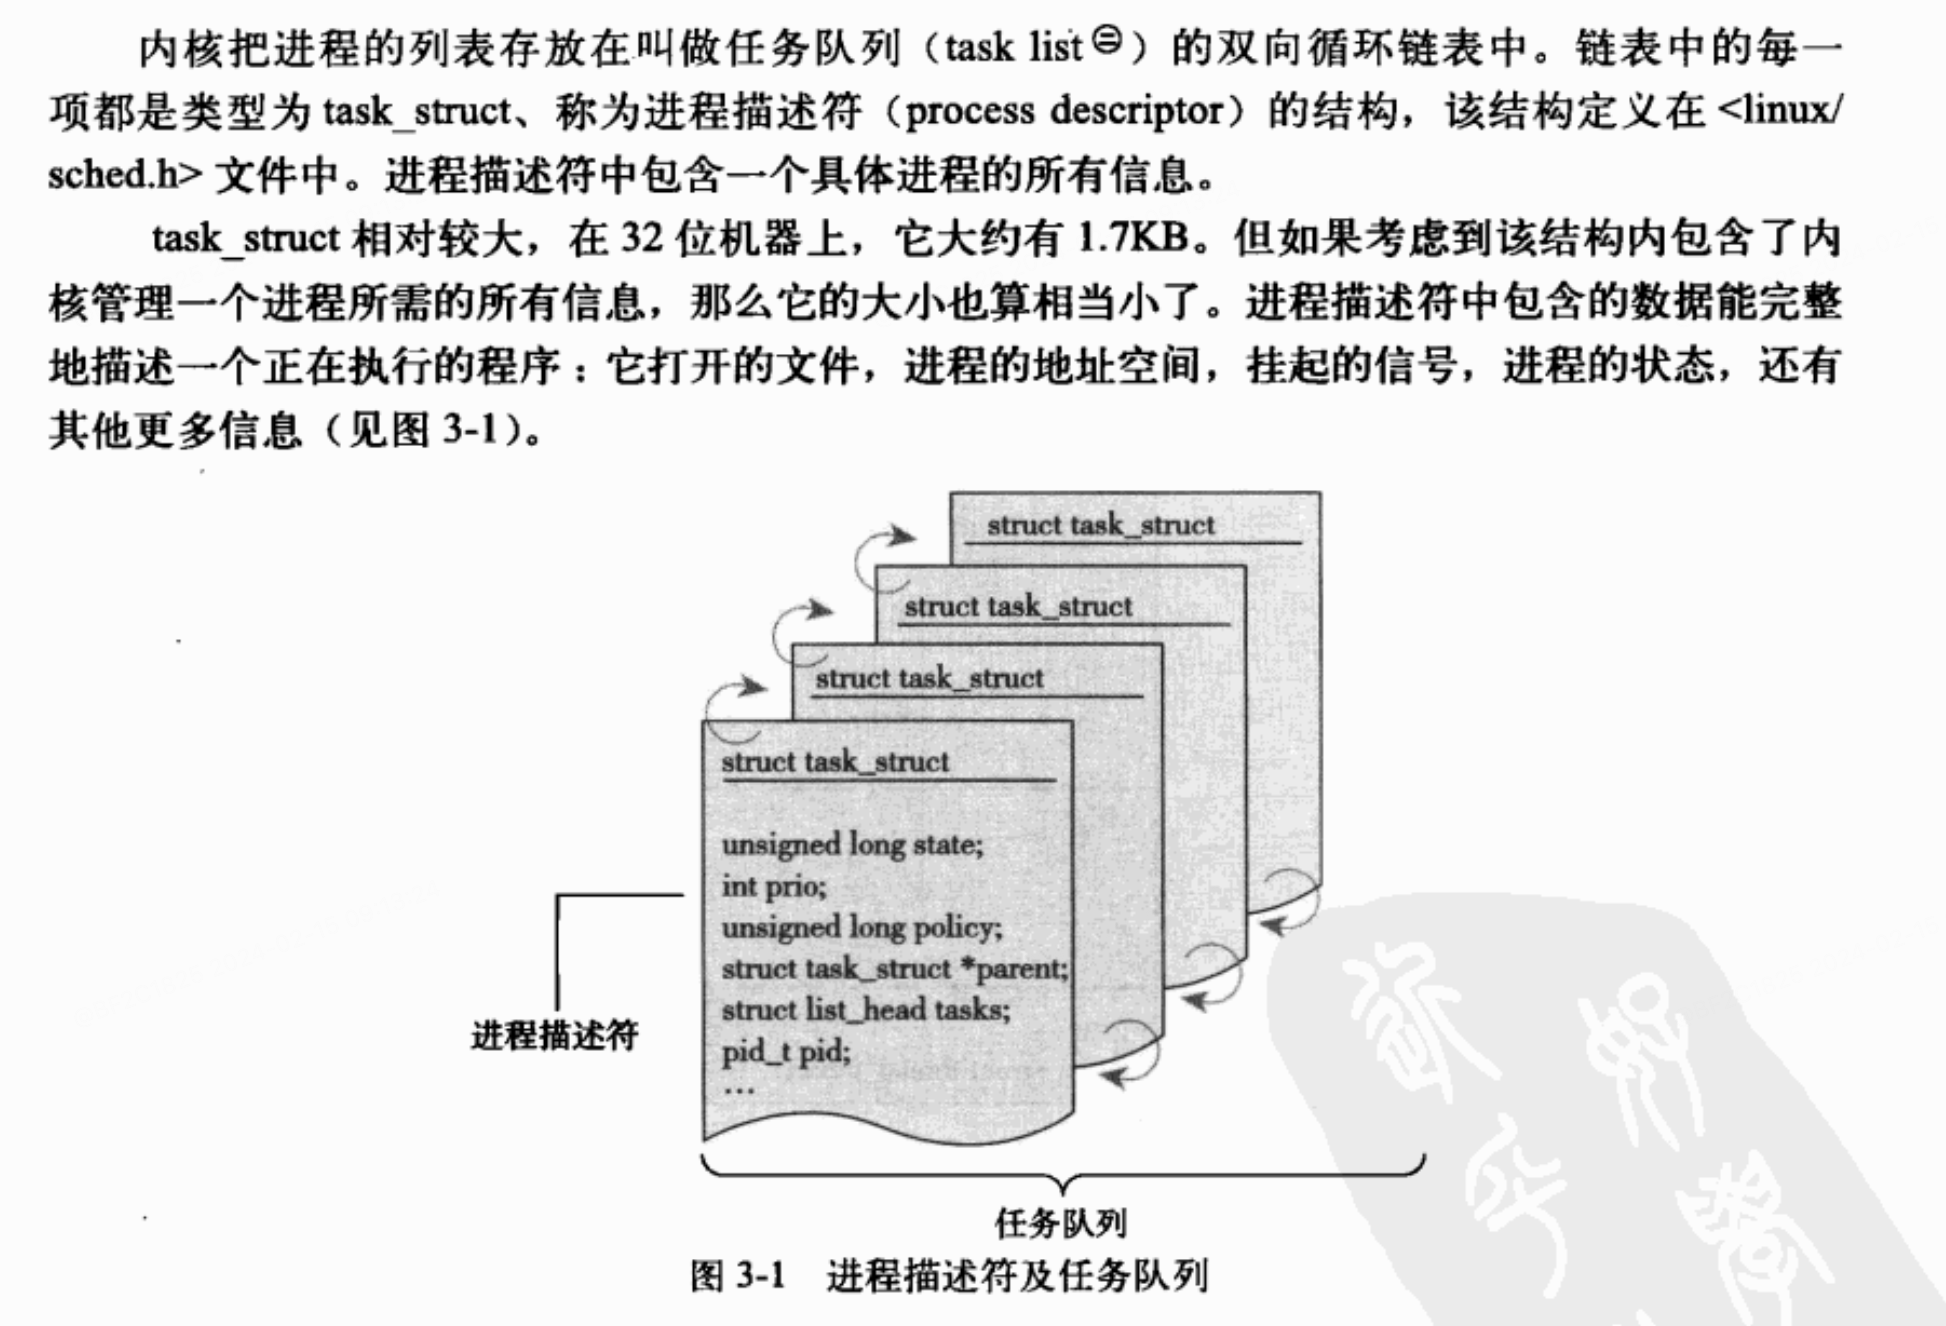 内核把进程的列表存放在叫做任务队列（task list㊁）的双向循环链表中。链表中的每一
项都是类型为 task_struct、称为进程描述符（process descriptor）的结构，该结构定义在 <linux/
sched.h> 文件中。进程描述符中包含一个具体进程的所有信息。
task_struct 相对较大，在 32 位机器上，它大约有 1.7KB。但如果考虑到该结构内包含了内
核管理一个进程所需的所有信息，那么它的大小也算相当小了。进程描述符中包含的数据能完整
地描述一个正在执行的程序：它打开的文件，进程的地址空间，挂起的信号，进程的状态，还有
其他更多信息（见图 3-1）。
struct task_struct
struct task_struct
struct task_struct
struct task_struct
unsigned long state;
int prio;
unsigned long policy;
struct task_struct *parent;
struct list_head tasks;
pid_t pid;
…
进程描述符
任务队列
图 3-1 进程描述符及任务队列